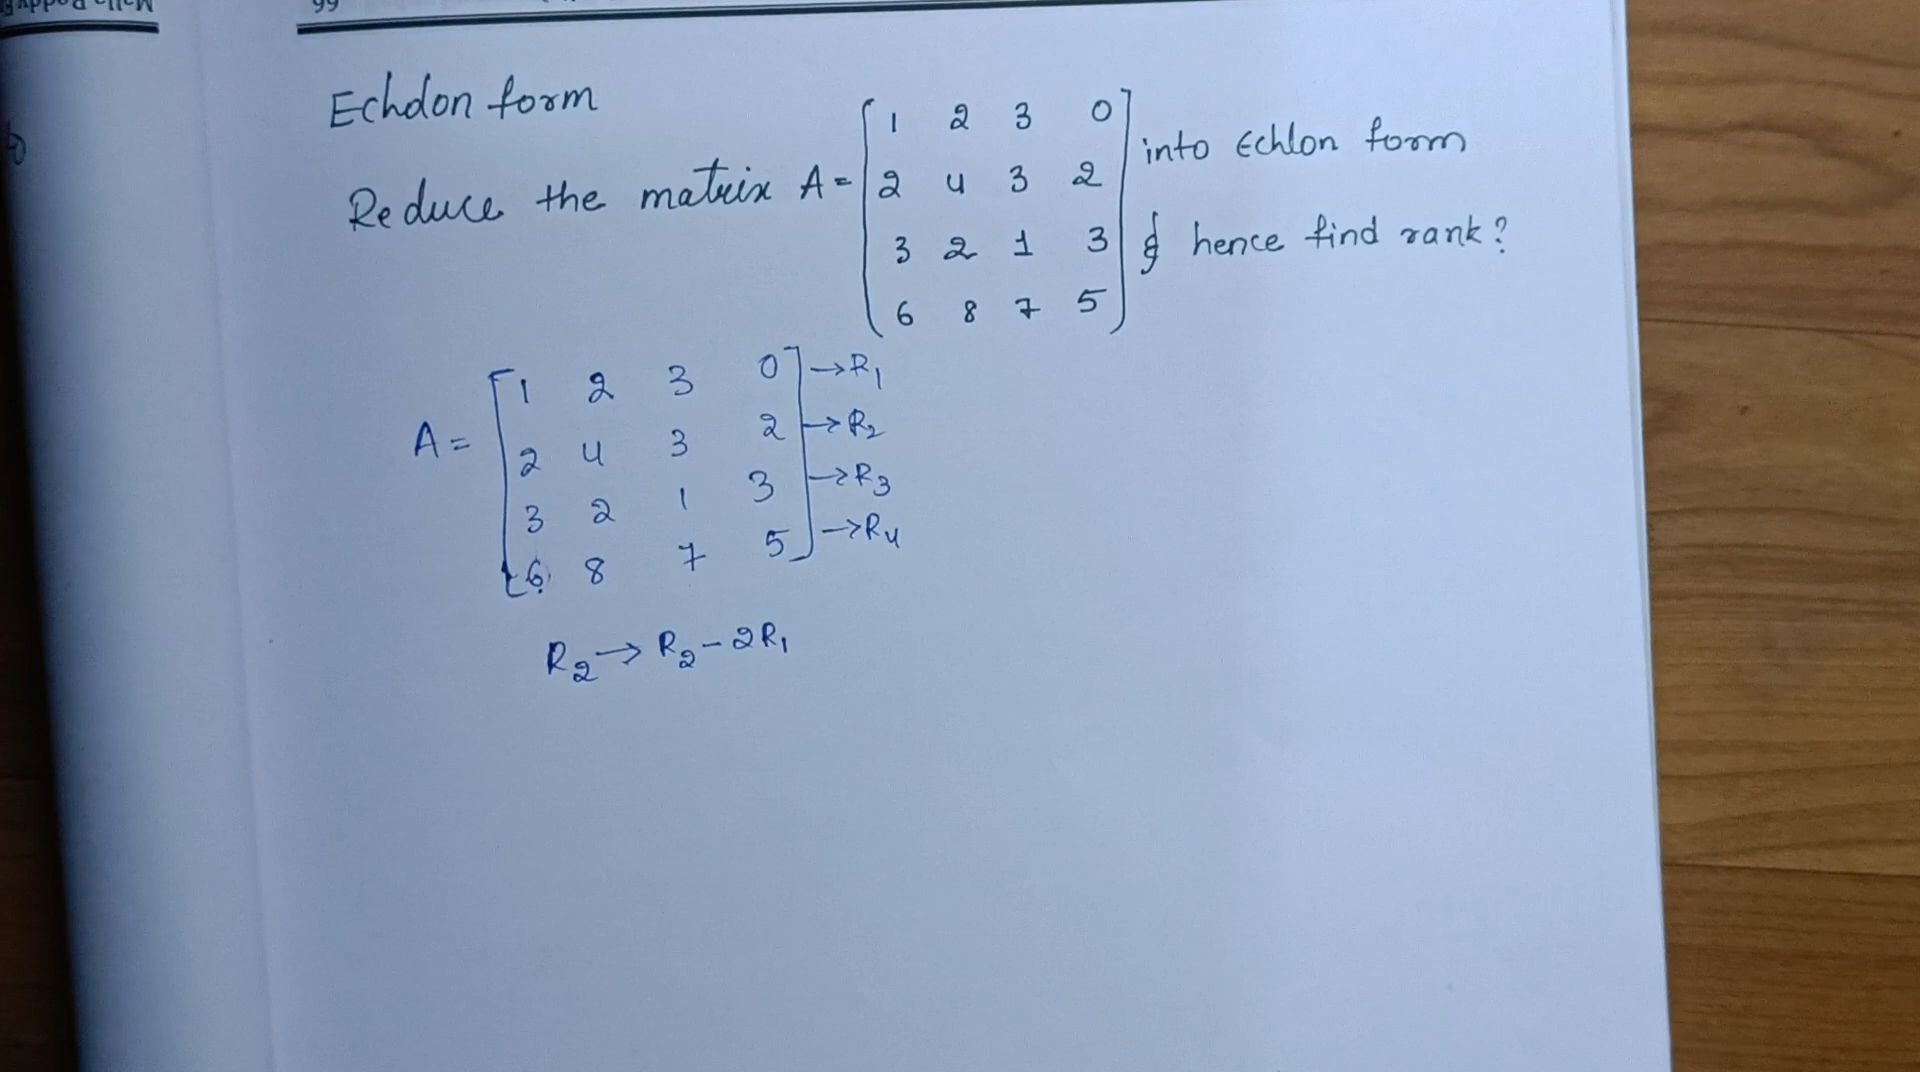 66
Echelon form
Reduce the matrix A = [1 2 3 0] into Echlon form
2 4 3 2
3 2 1 3 & hence find rank?
6 8 7 5
A = [1 2 3 0] → R1
2 4 3 2 → R2
3 2 1 3 → R3
6 8 7 5 → R4
R2 → R2 - 2R1